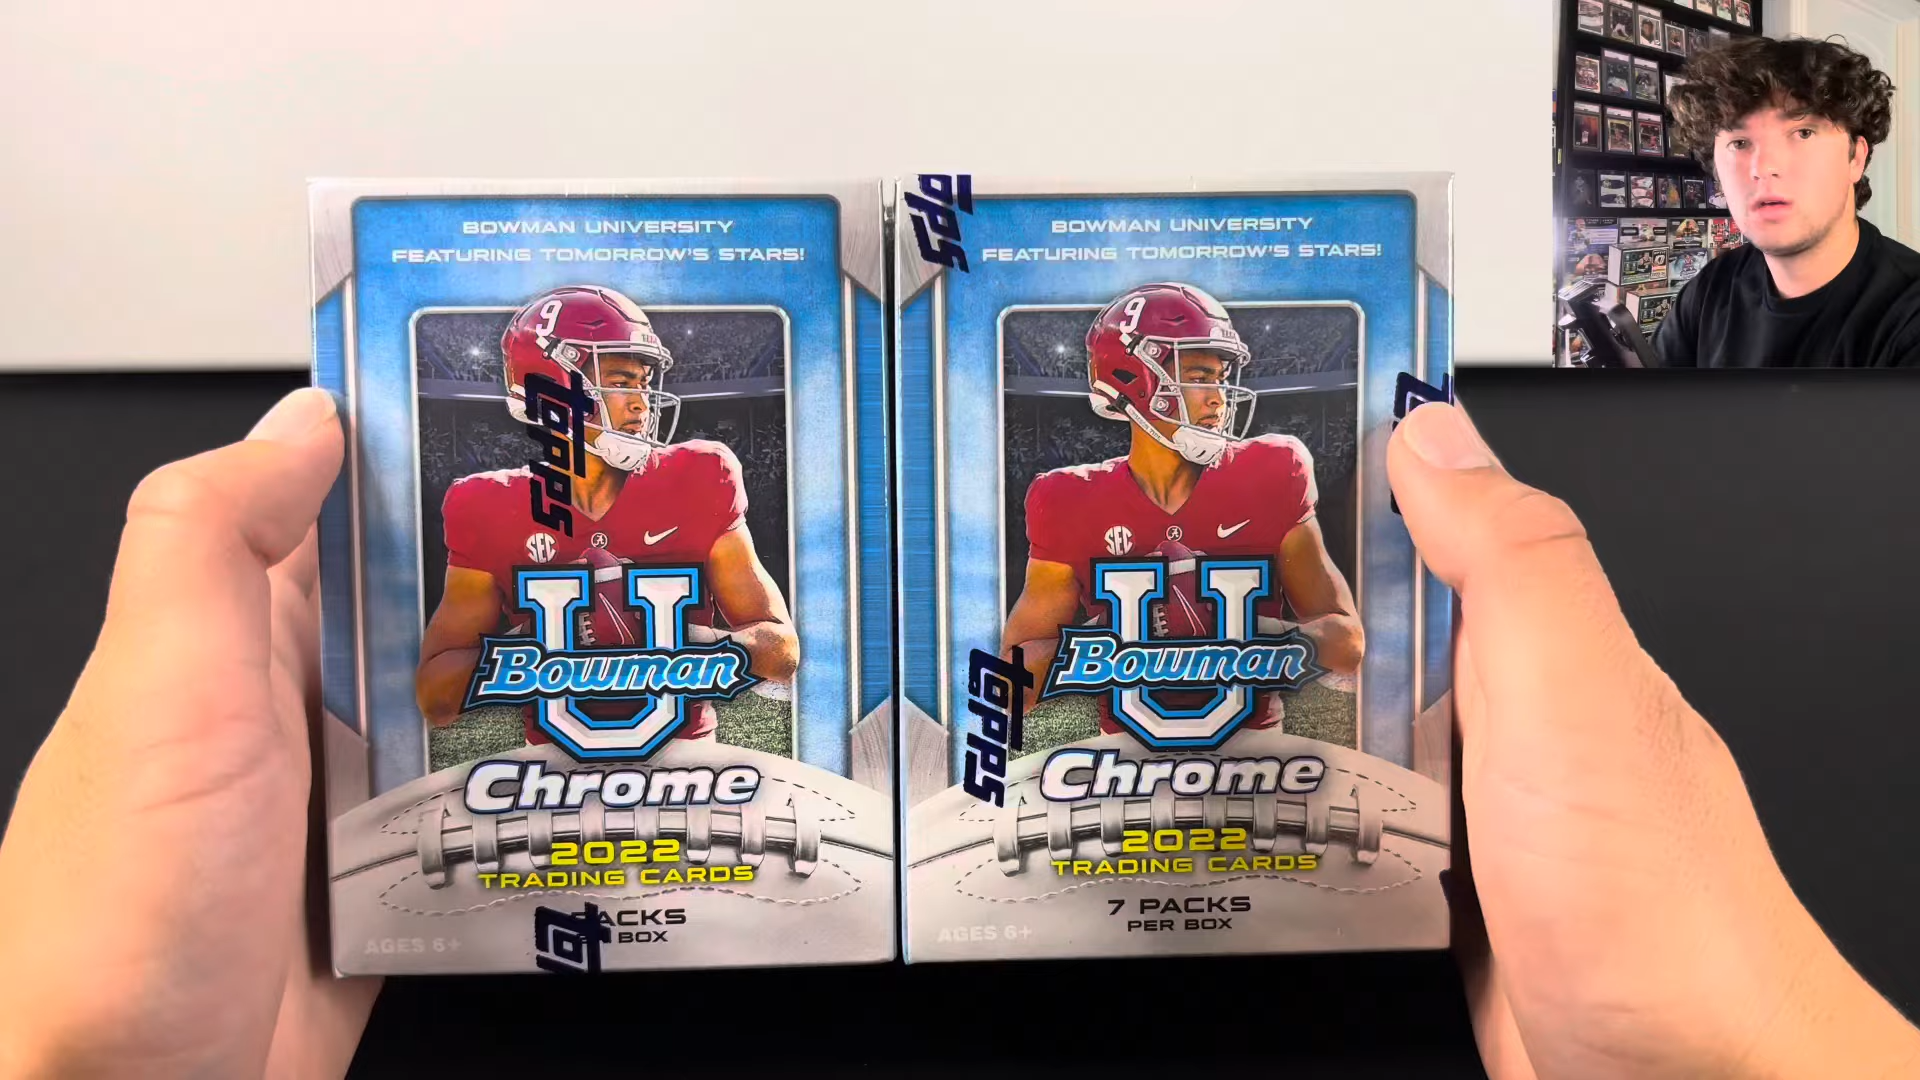 BOWMAN UNIVERSITY
FEATURING TOMORROW'S STARS!
9
topps
SEC
A
U
Bowman
Chrome
2022
TRADING CARDS
PACKS
BOX
AGES 6+
topps
BOWMAN UNIVERSITY
FEATURING TOMORROW'S STARS!
9
SEC
A
U
Bowman
topps
Chrome
2022
TRADING CARDS
7 PACKS
PER BOX
AGES 6+